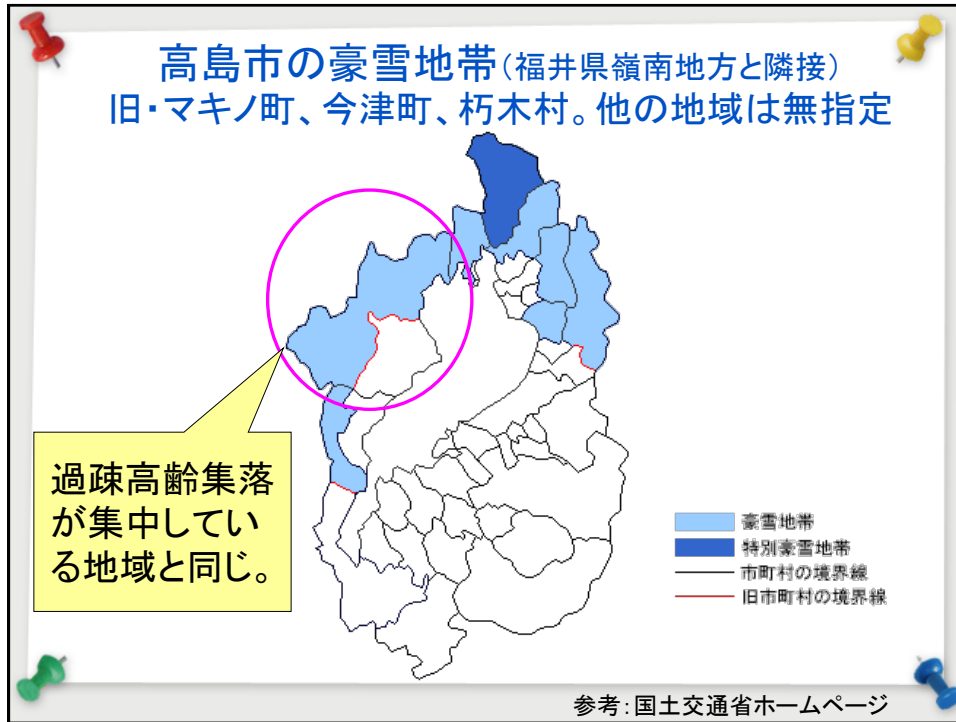 高島市の豪雪地帯(福井県嶺南地方と隣接)
旧・マキノ町、今津町、朽木村。他の地域は無指定
過疎高齢集落
が集中してい
る地域と同じ。
豪雪地帯
特別豪雪地帯
市町村の境界線
旧市町村の境界線
参考:国土交通省ホームページ